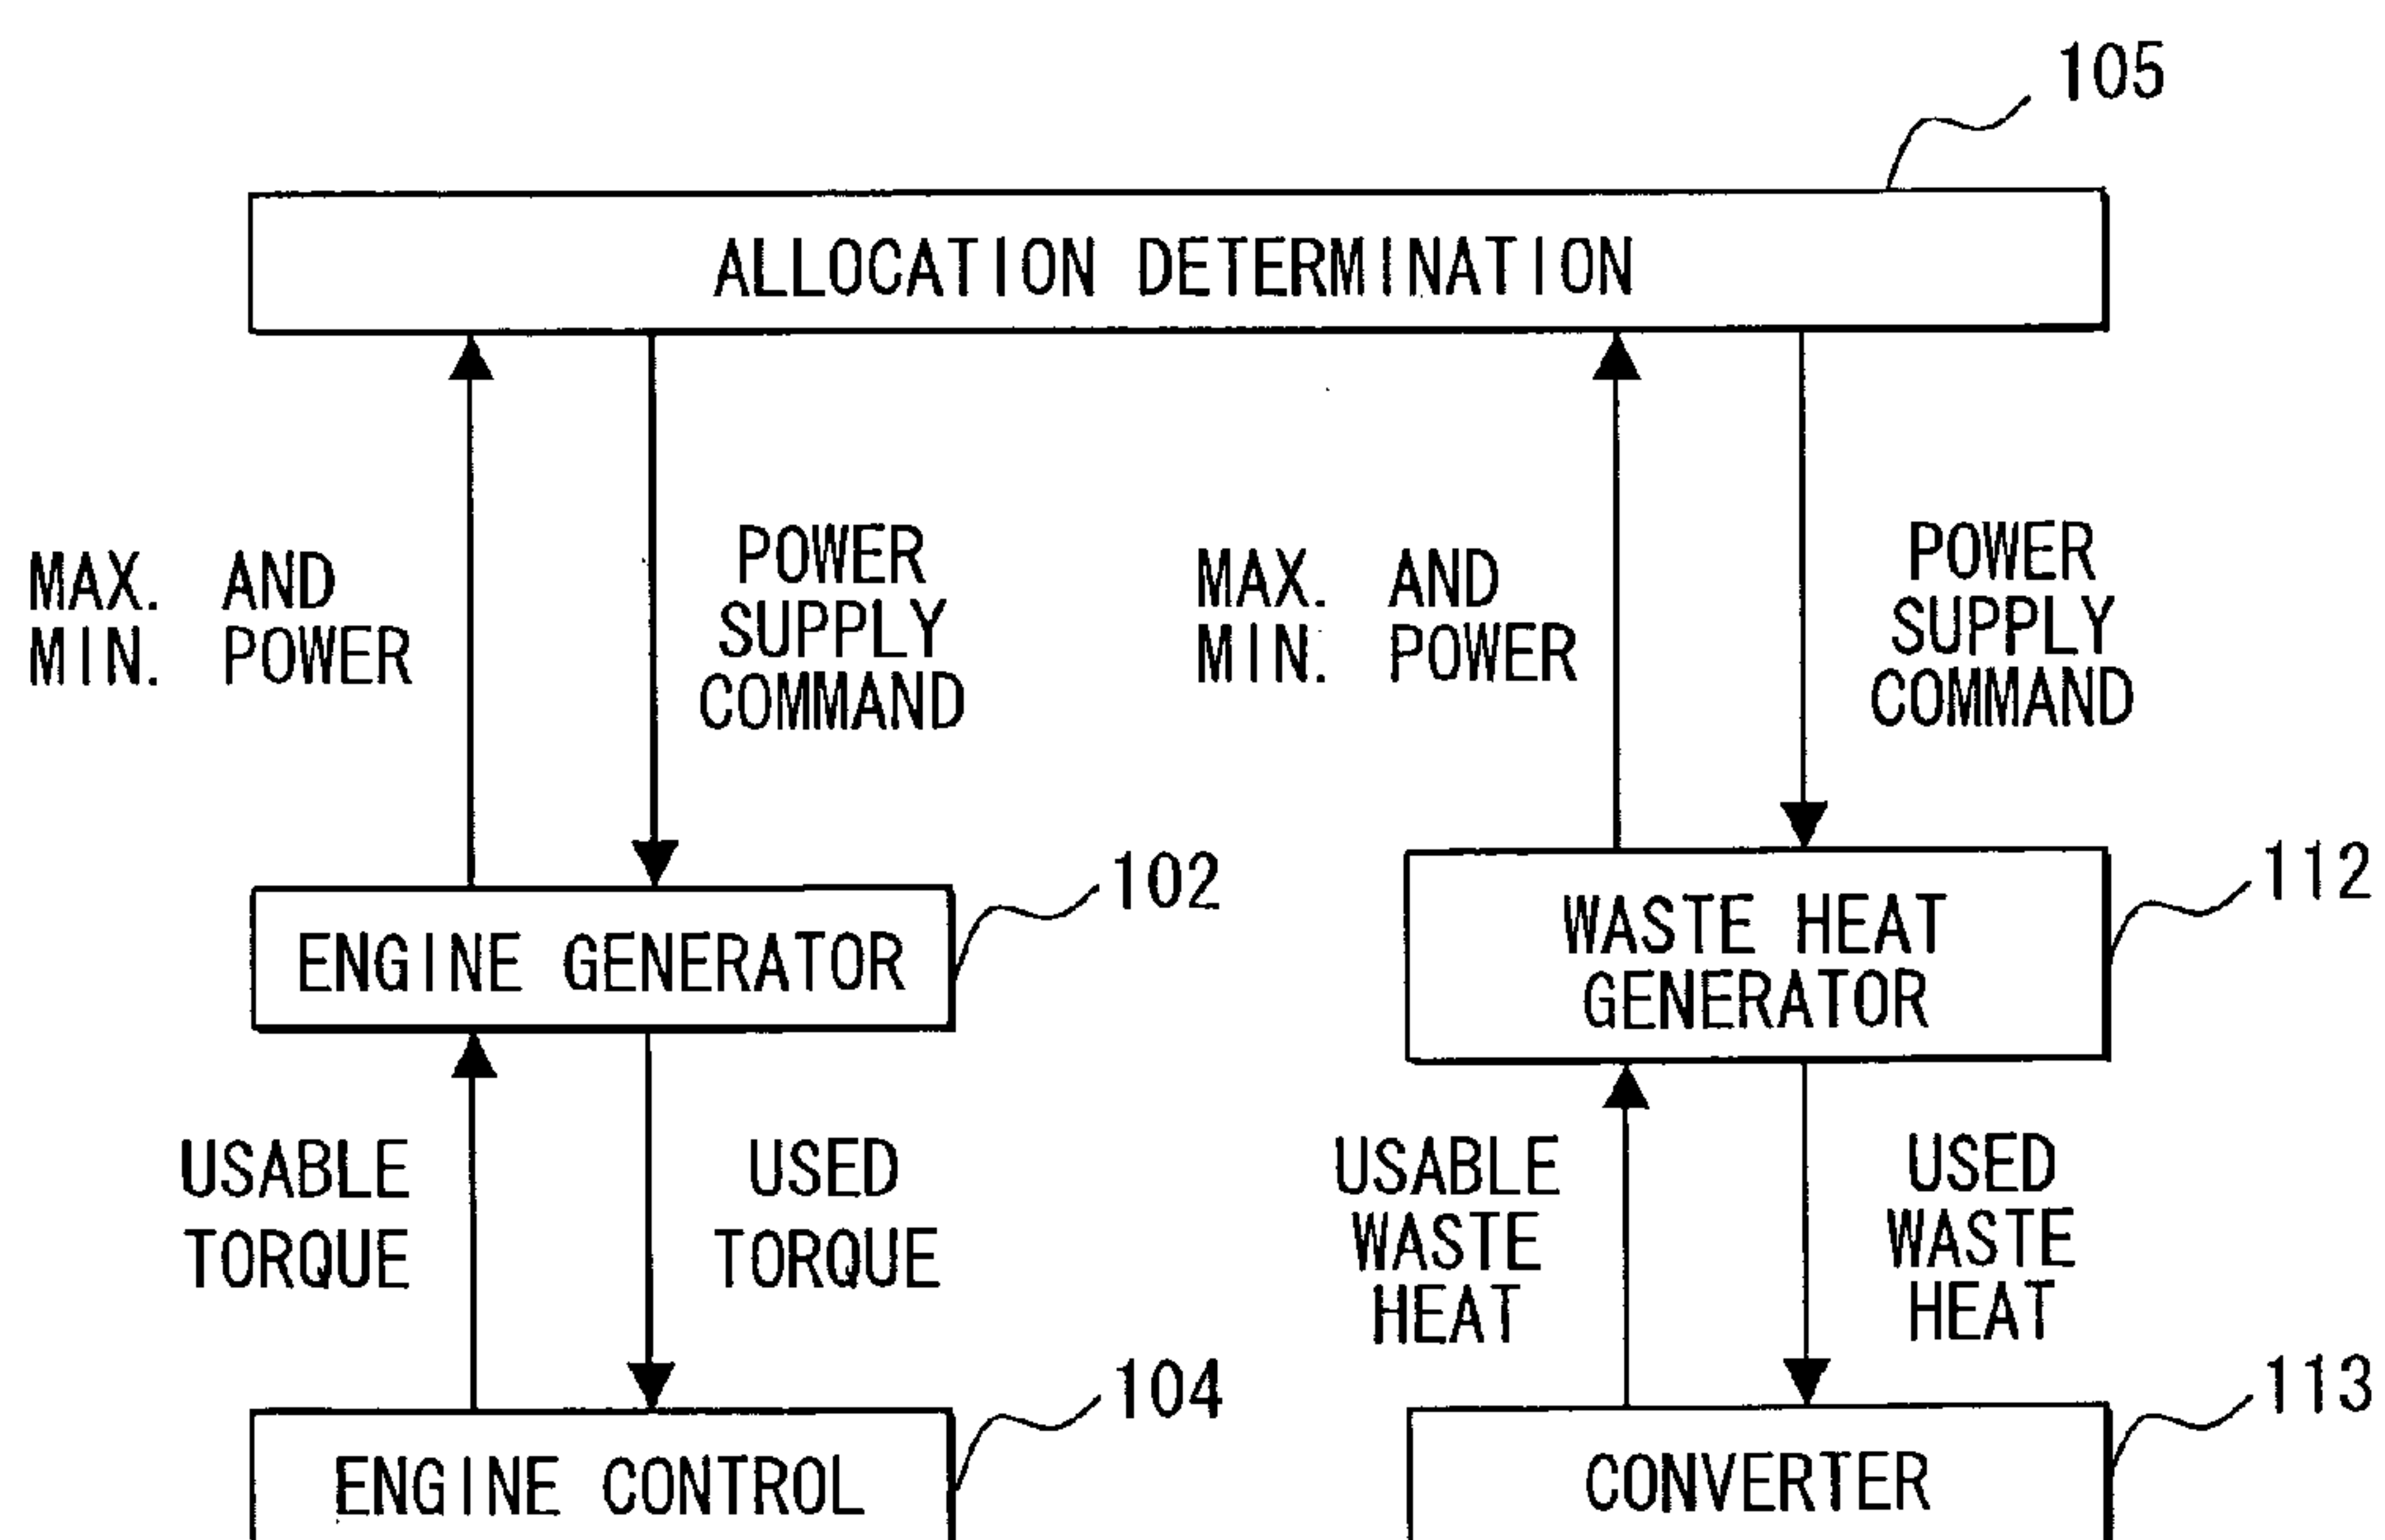 105
ALLOCATION DETERMINATION
MAX. AND
MIN. POWER
POWER
SUPPLY
COMMAND
MAX. AND
MIN. POWER
POWER
SUPPLY
COMMAND
102
ENGINE GENERATOR
112
WASTE HEAT
GENERATOR
USABLE
TORQUE
USED
TORQUE
USABLE
WASTE
HEAT
USED
WASTE
HEAT
104
ENGINE CONTROL
113
CONVERTER